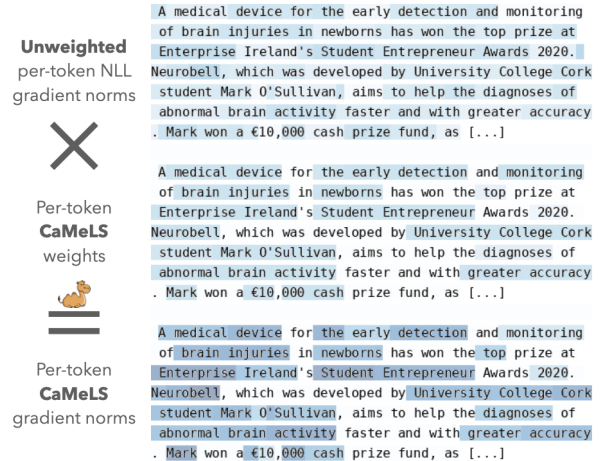 Unweighted
per-token NLL
gradient norms
A medical device for the early detection and monitoring
of brain injuries in newborns has won the top prize at
Enterprise Ireland's Student Entrepreneur Awards 2020.
Neurobell, which was developed by University College Cork
student Mark O'Sullivan, aims to help the diagnoses of
abnormal brain activity faster and with greater accuracy
. Mark won a €10,000 cash prize fund, as [...]
Per-token
CaMeLS
weights
A medical device for the early detection and monitoring
of brain injuries in newborns has won the top prize at
Enterprise Ireland's Student Entrepreneur Awards 2020.
Neurobell, which was developed by University College Cork
student Mark O'Sullivan, aims to help the diagnoses of
abnormal brain activity faster and with greater accuracy
. Mark won a €10,000 cash prize fund, as [...]
Per-token
CaMeLS
gradient norms
A medical device for the early detection and monitoring
of brain injuries in newborns has won the top prize at
Enterprise Ireland's Student Entrepreneur Awards 2020.
Neurobell, which was developed by University College Cork
student Mark O'Sullivan, aims to help the diagnoses of
abnormal brain activity faster and with greater accuracy
. Mark won a €10,000 cash prize fund, as [...]